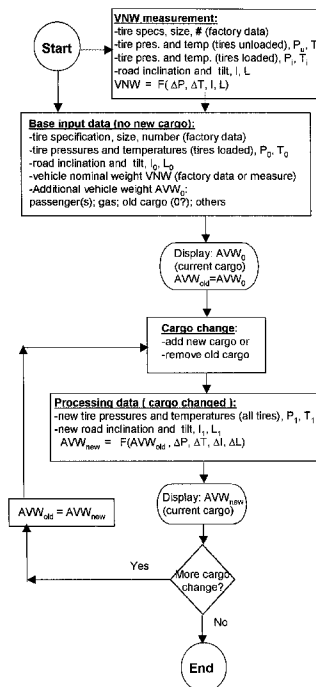 Start
VNW measurement:
-tire specs, size, # (factory data)
-tire pres. and temp (tires unloaded), Pu, T
-tire pres. and temp. (tires loaded), Pl, Tl
-road inclination and tilt, I, L
VNW = F( ΔP, ΔT, I, L)
Base input data (no new cargo):
-tire specification, size, number (factory data)
-tire pressures and temperatures (tires loaded), P0, T0
-road inclination and tilt, I0, L0
-vehicle nominal weight VNW (factory data or measure)
-Additional vehicle weight AVW0:
passenger(s); gas; old cargo (0?); others
Display: AVW0
(current cargo)
AVWold=AVW0
Cargo change:
-add new cargo or
-remove old cargo
Processing data ( cargo changed ):
-new tire pressures and temperatures (all tires), P1, T1
-new road inclination and tilt, I1, L1
AVWnew = F(AVWold, ΔP, ΔT, ΔI, ΔL)
Display: AVWnew
(current cargo)
AVWold = AVWnew
Yes
More cargo
change?
No
End